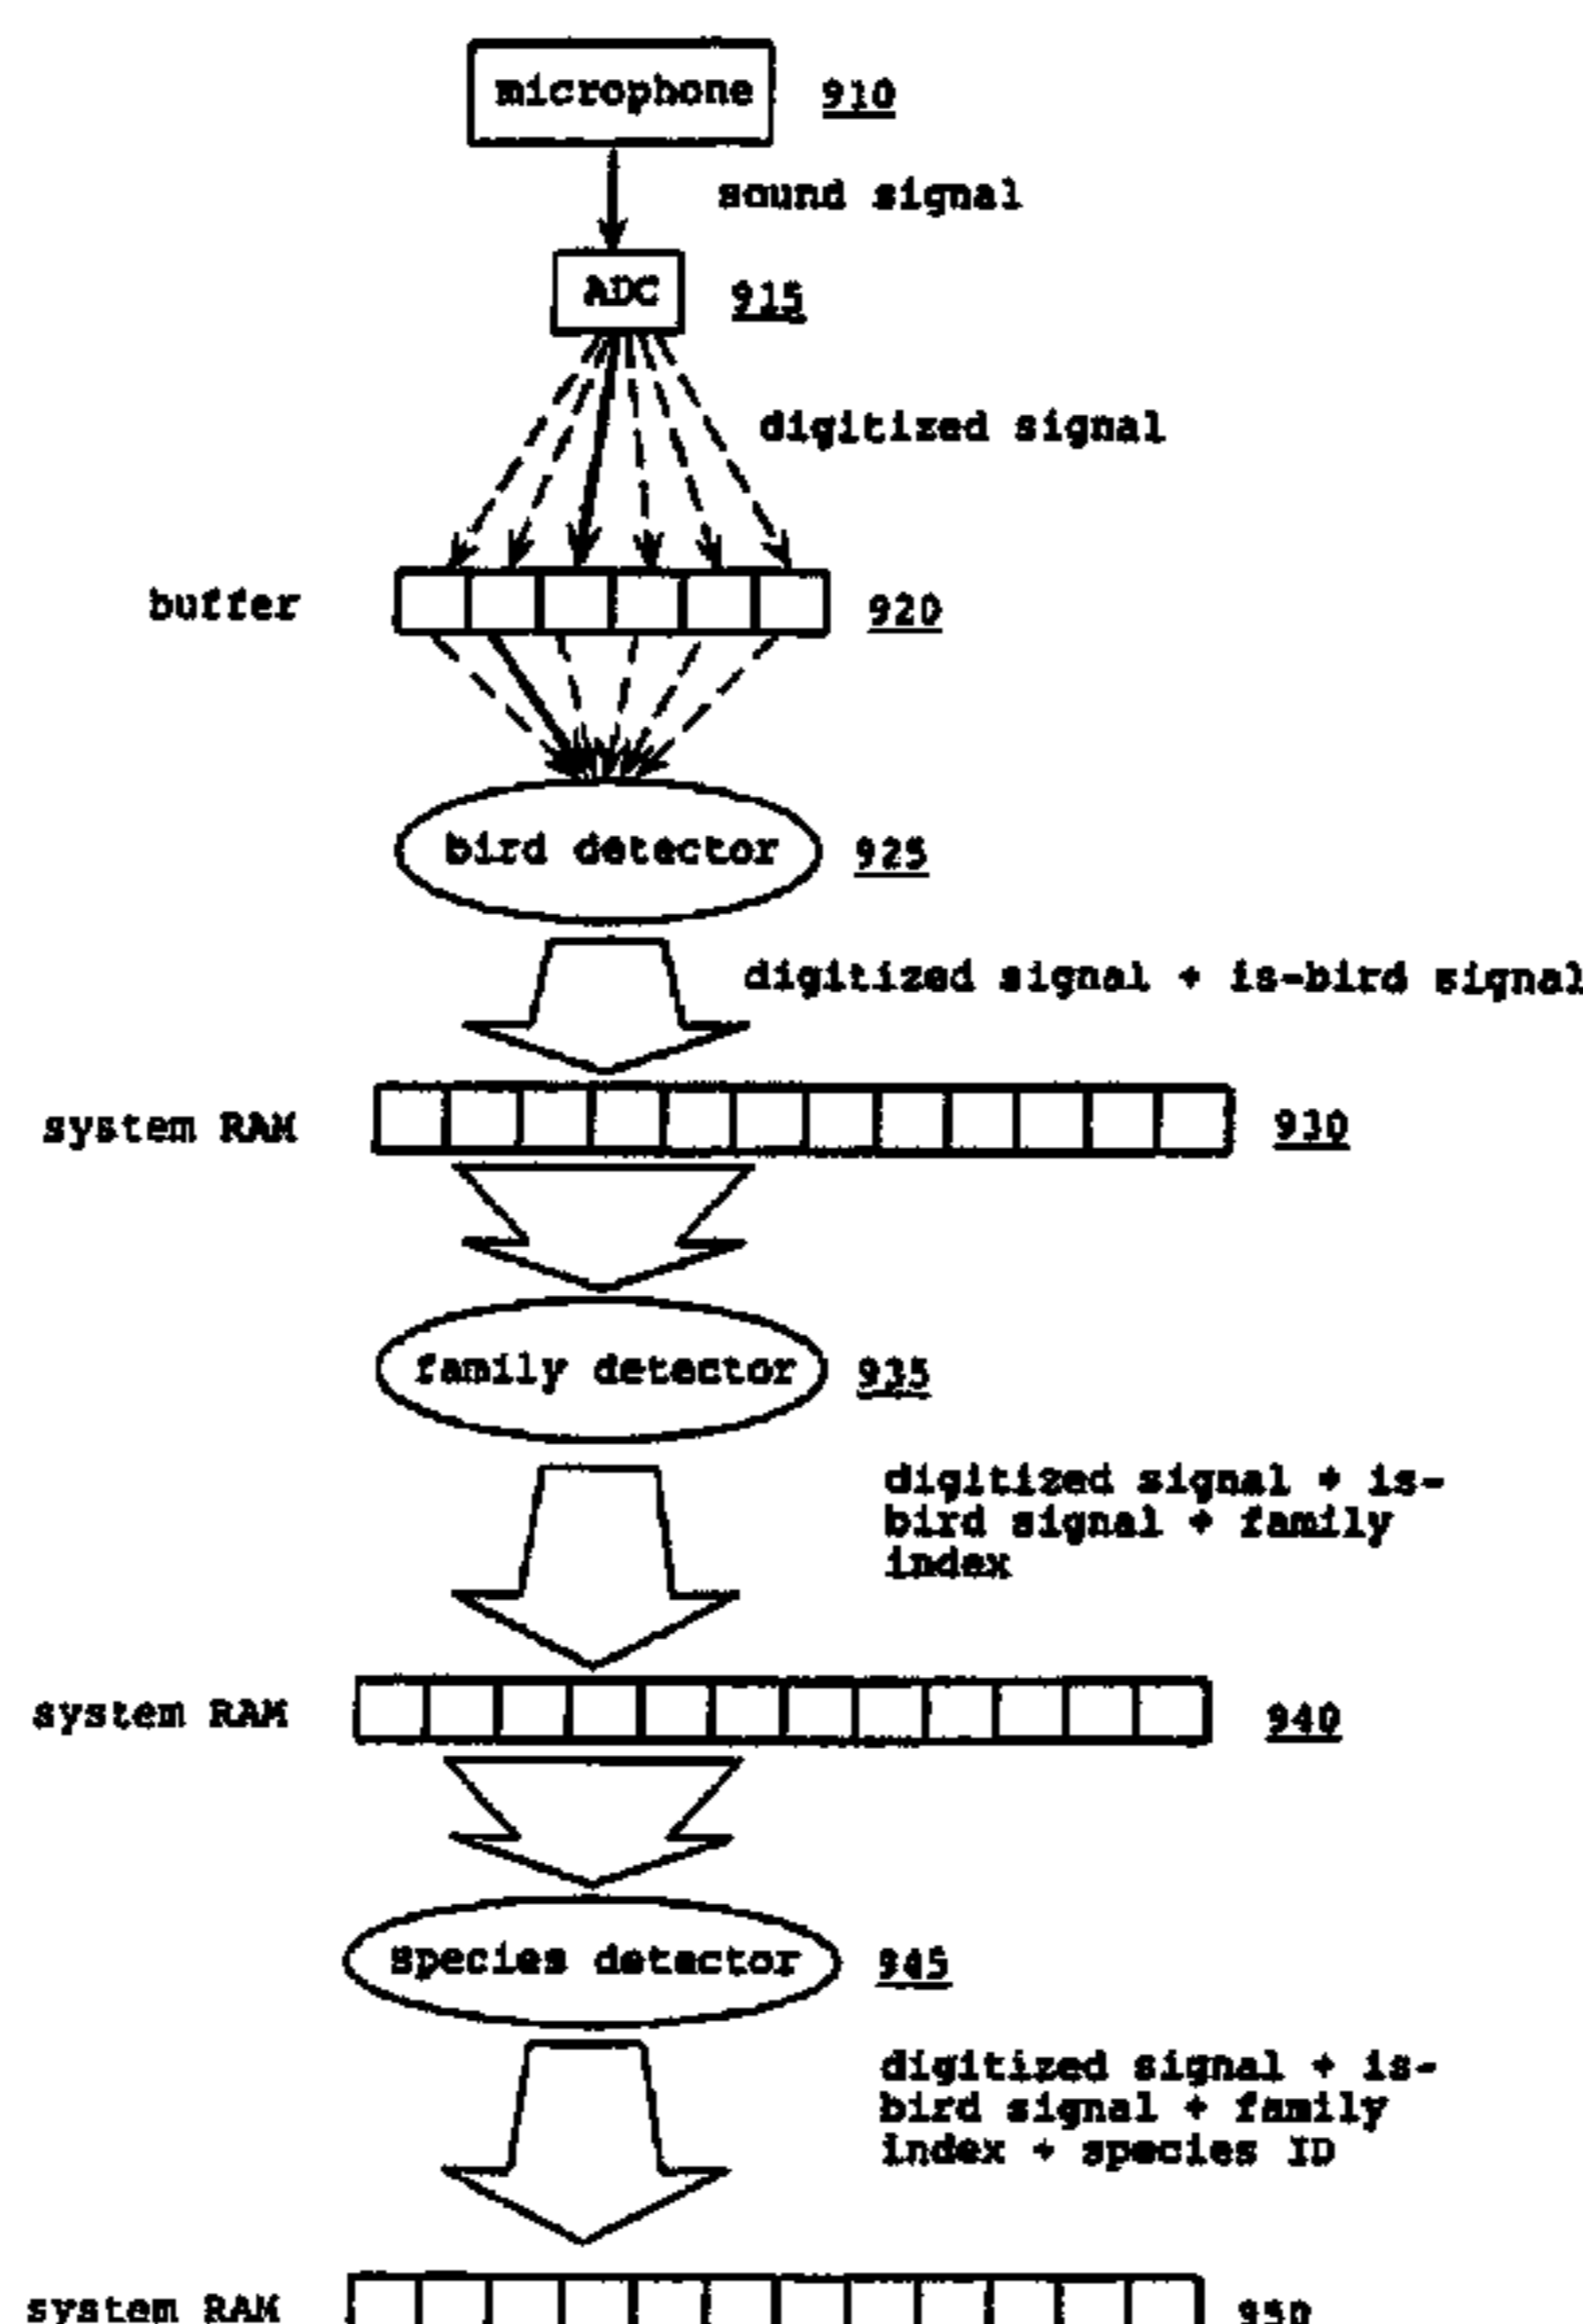 microphone 910
sound signal
ADC 915
digitized signal
buffer 920
bird detector 925
digitized signal + is-bird signal
system RAM 930
family detector 935
digitized signal + is-
bird signal + family
index
system RAM 940
species detector 945
digitized signal + is-
bird signal + family
index + species ID
system RAM 950